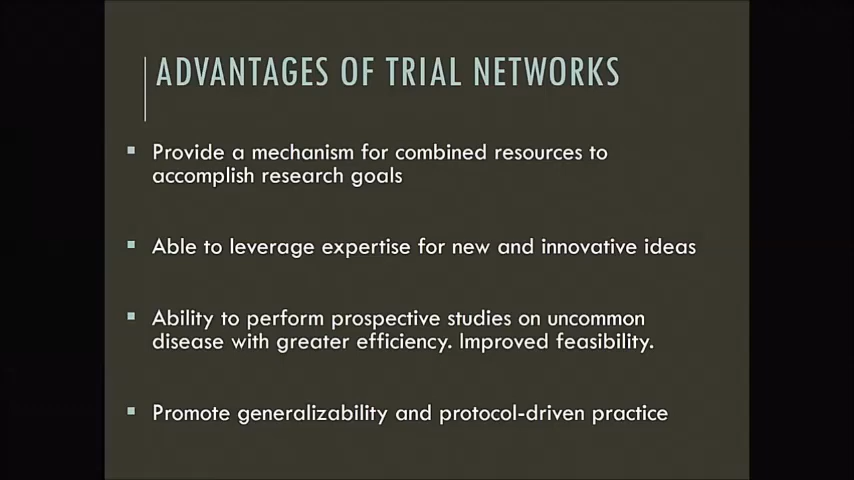 ADVANTAGES OF TRIAL NETWORKS
Provide a mechanism for combined resources to
accomplish research goals
Able to leverage expertise for new and innovative ideas
Ability to perform prospective studies on uncommon
disease with greater efficiency. Improved feasibility.
Promote generalizability and protocol-driven practice